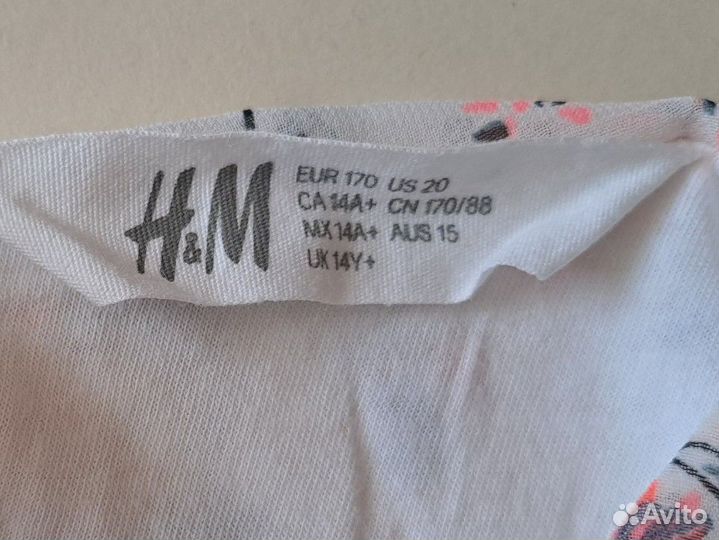 H&M
EUR 170 US 20
CA 14A+ CN 170/88
MX 14A+ AUS 15
UK 14Y+
Avito